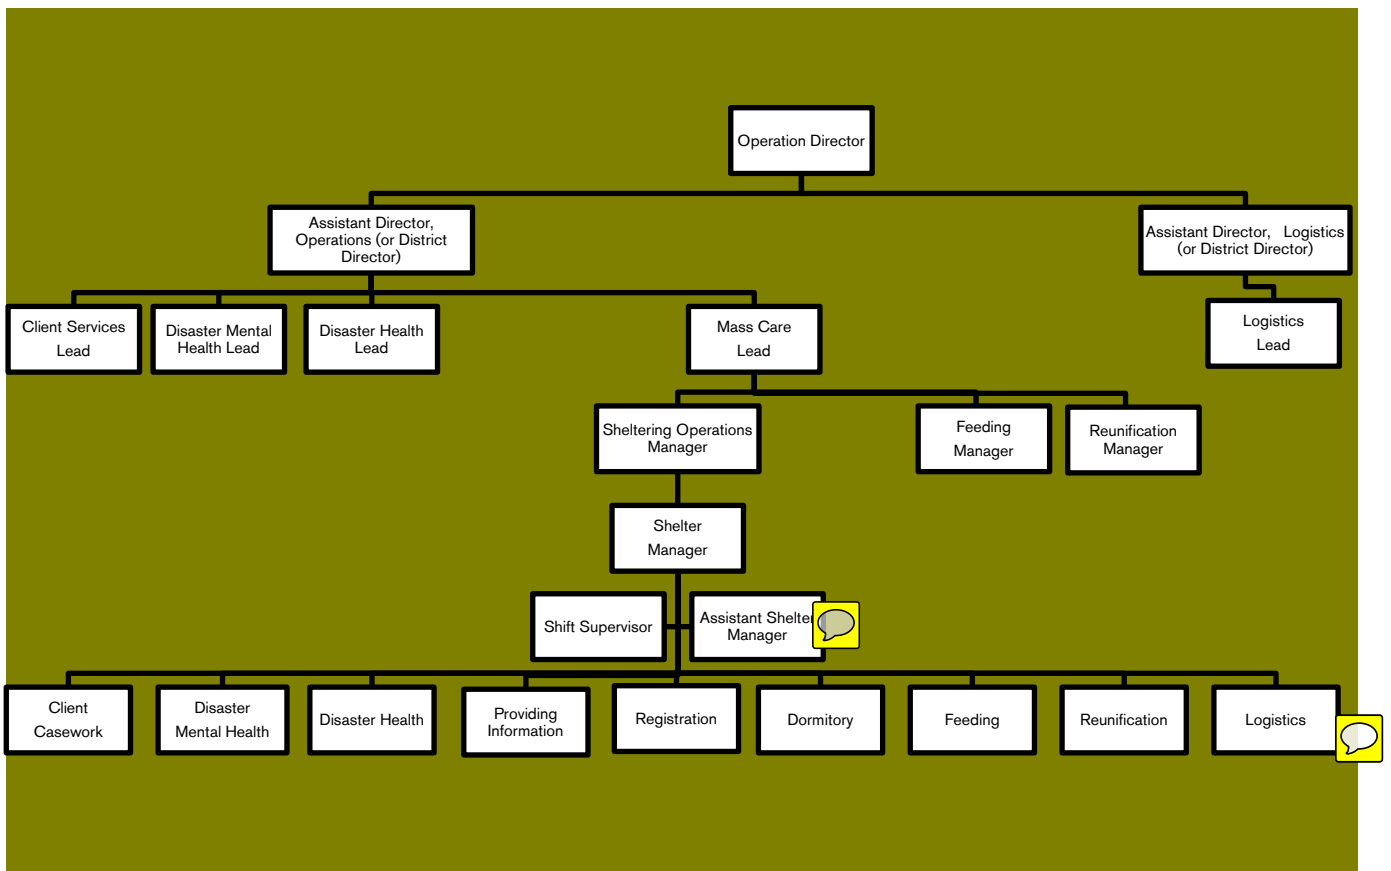 Operation Director
Assistant Director,
Operations (or District
Director)
Assistant Director, Logistics
(or District Director)
Client Services
Lead
Disaster Mental
Health Lead
Disaster Health
Lead
Mass Care
Lead
Logistics
Lead
Sheltering Operations
Manager
Feeding
Manager
Reunification
Manager
Shelter
Manager
Shift Supervisor
Assistant Shelter
Manager
Client
Casework
Disaster
Mental Health
Disaster Health
Providing
Information
Registration
Dormitory
Feeding
Reunification
Logistics